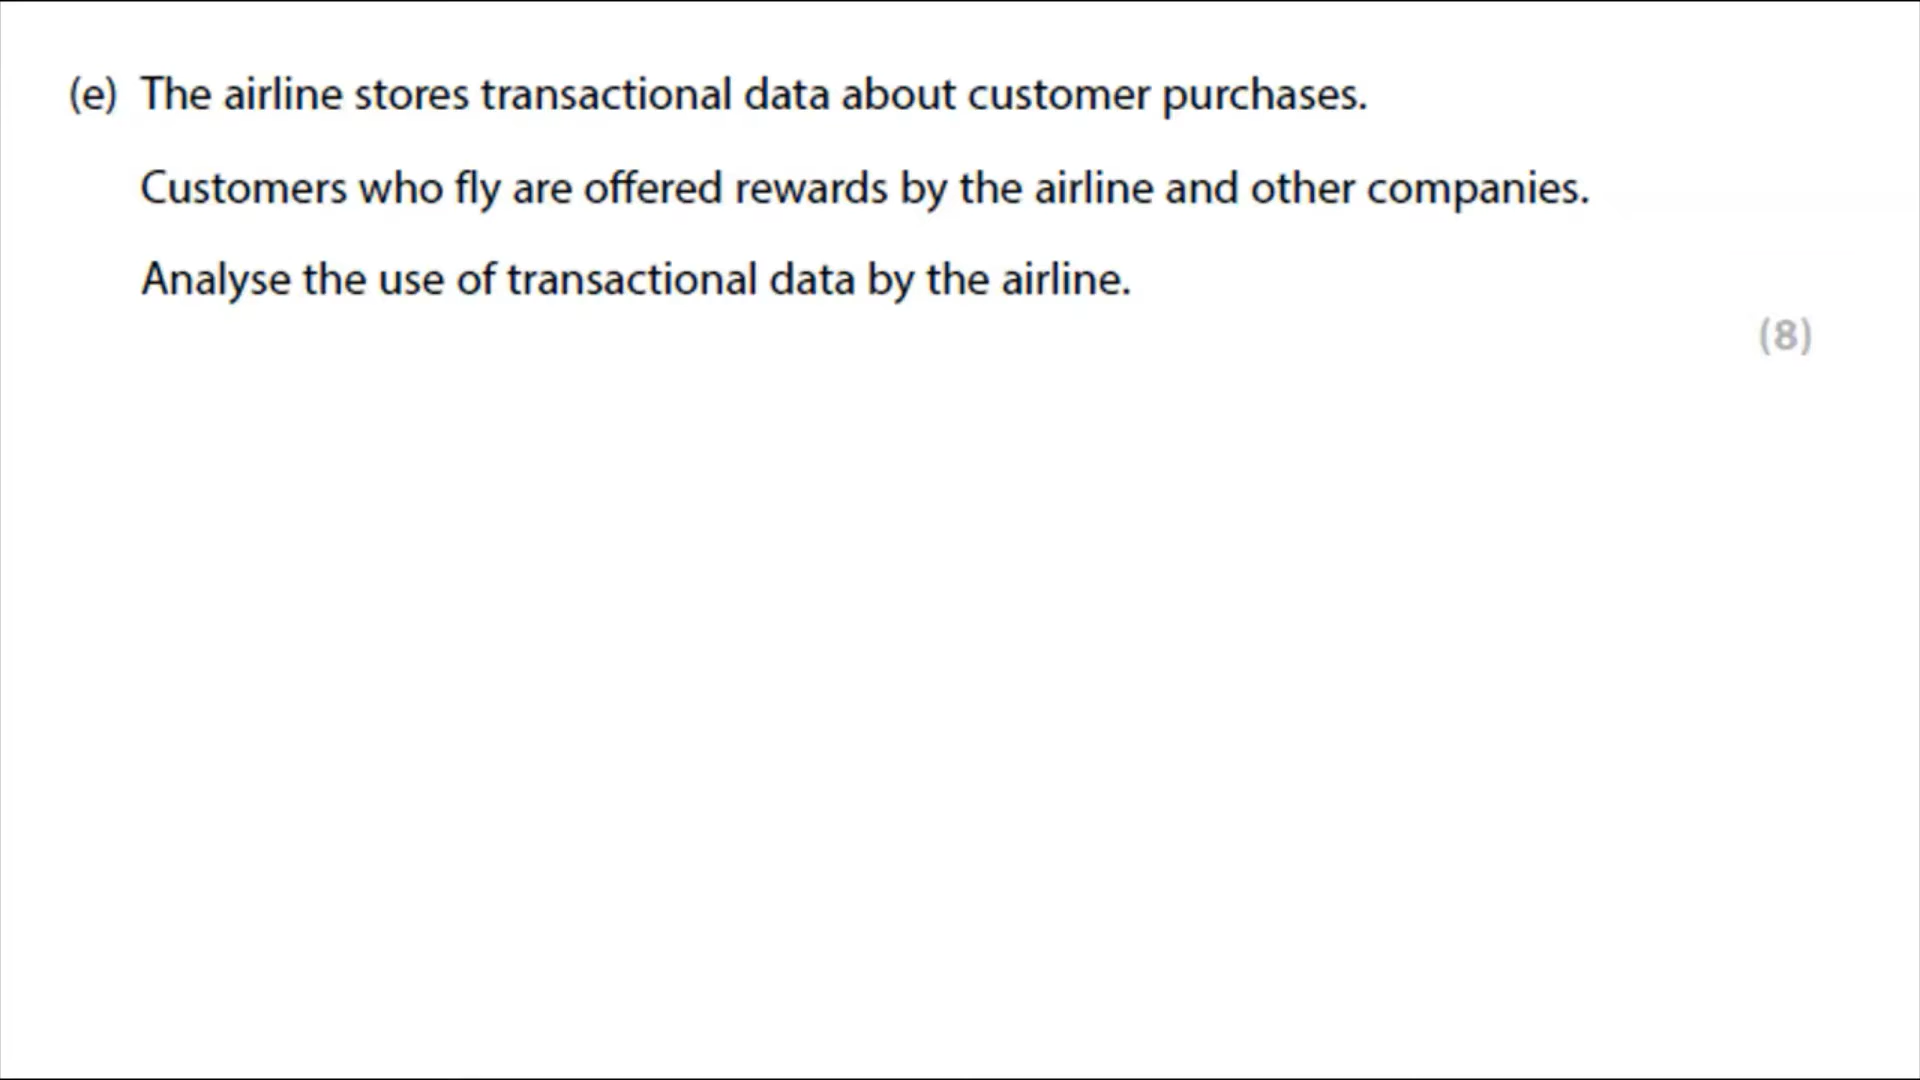 (e) The airline stores transactional data about customer purchases.
Customers who fly are offered rewards by the airline and other companies.
Analyse the use of transactional data by the airline.
(8)